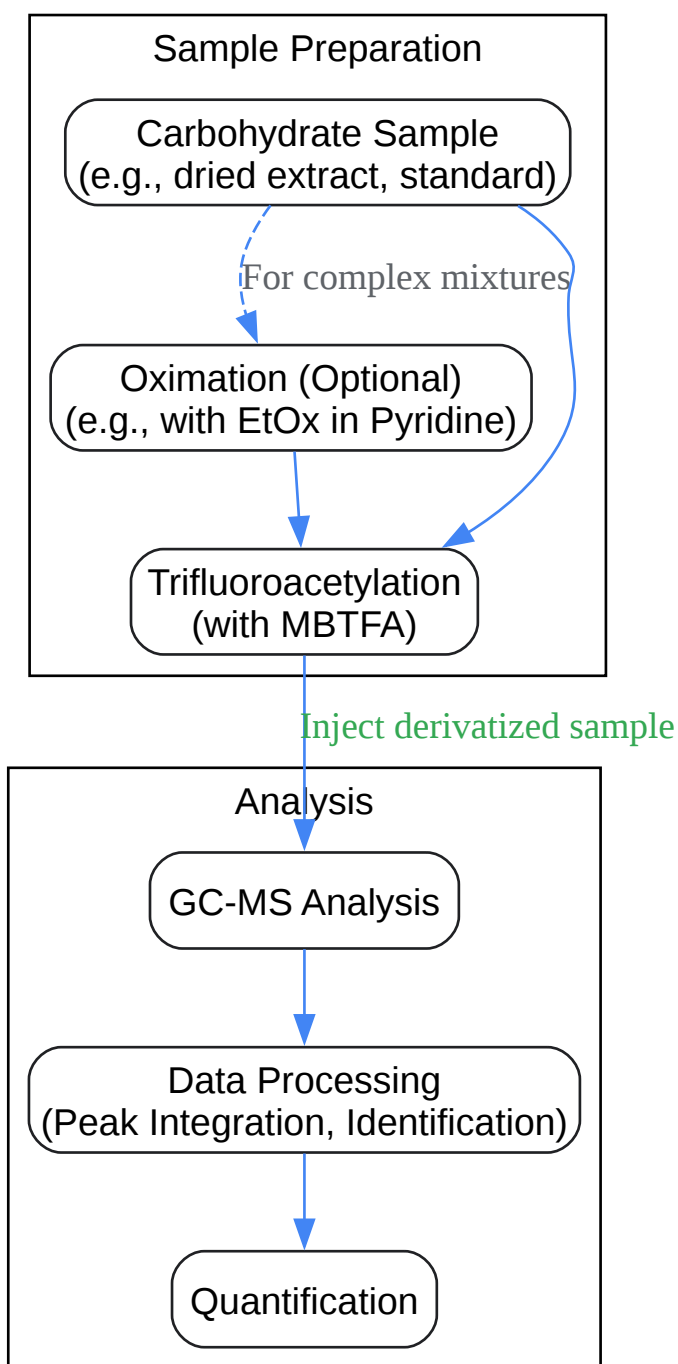 Sample Preparation
Carbohydrate Sample
(e.g., dried extract, standard)
For complex mixtures
Oximation (Optional)
(e.g., with EtOx in Pyridine)
Trifluoroacetylation
(with MBTFA)
Inject derivatized sample
Analysis
GC-MS Analysis
Data Processing
(Peak Integration, Identification)
Quantification